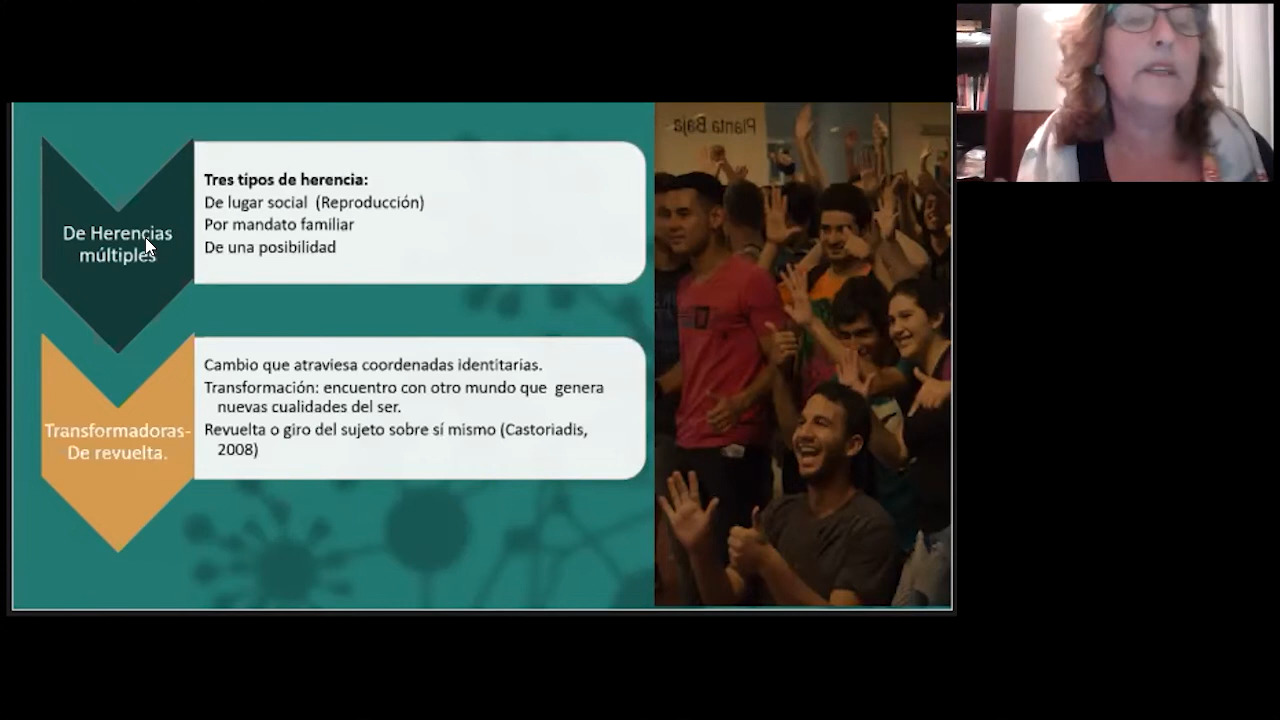 De Herencias
múltiples
Tres tipos de herencia:
De lugar social  (Reproducción)
Por mandato familiar
De una posibilidad
Transformadoras-
De revuelta.
Cambio que atraviesa coordenadas identitarias.
Transformación: encuentro con otro mundo que  genera
nuevas cualidades del ser.
Revuelta o giro del sujeto sobre sí mismo (Castoriadis,
2008)
Planta Baja